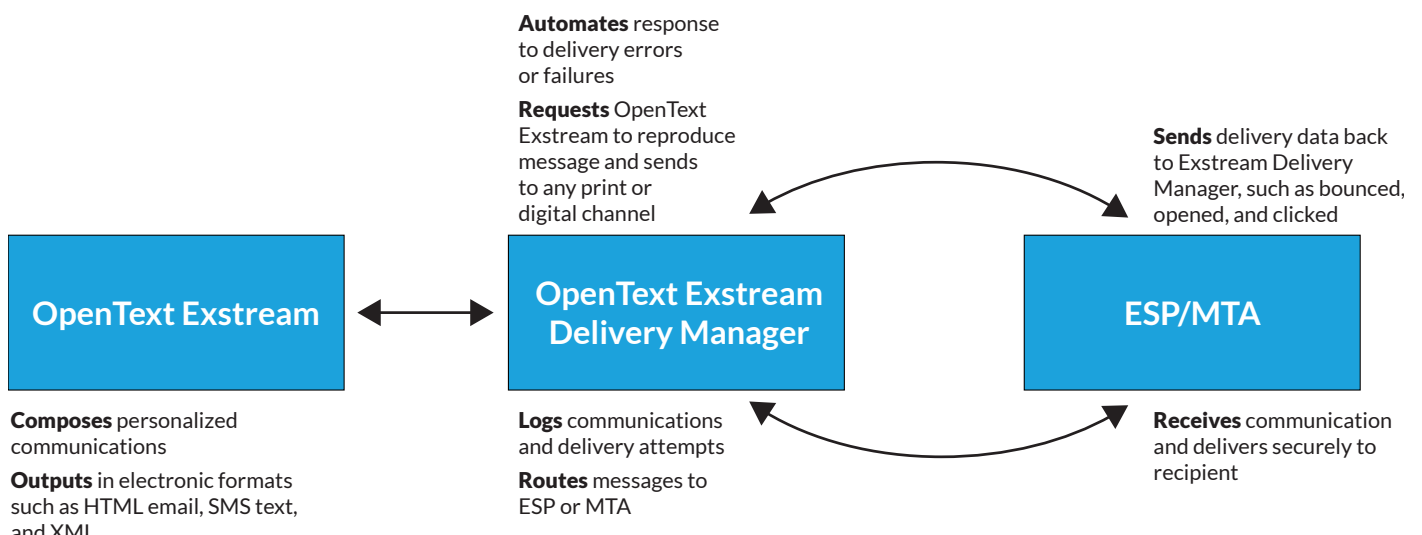 Automates response
to delivery errors
or failures
Requests OpenText
Exstream to reproduce
message and sends
to any print or
digital channel
Sends delivery data back
to Exstream Delivery
Manager, such as bounced,
opened, and clicked
OpenText Exstream
OpenText Exstream
Delivery Manager
ESP/MTA
Composes personalized
communications
Outputs in electronic formats
such as HTML email, SMS text,
and XML
Logs communications
and delivery attempts
Routes messages to
ESP or MTA
Receives communication
and delivers securely to
recipient